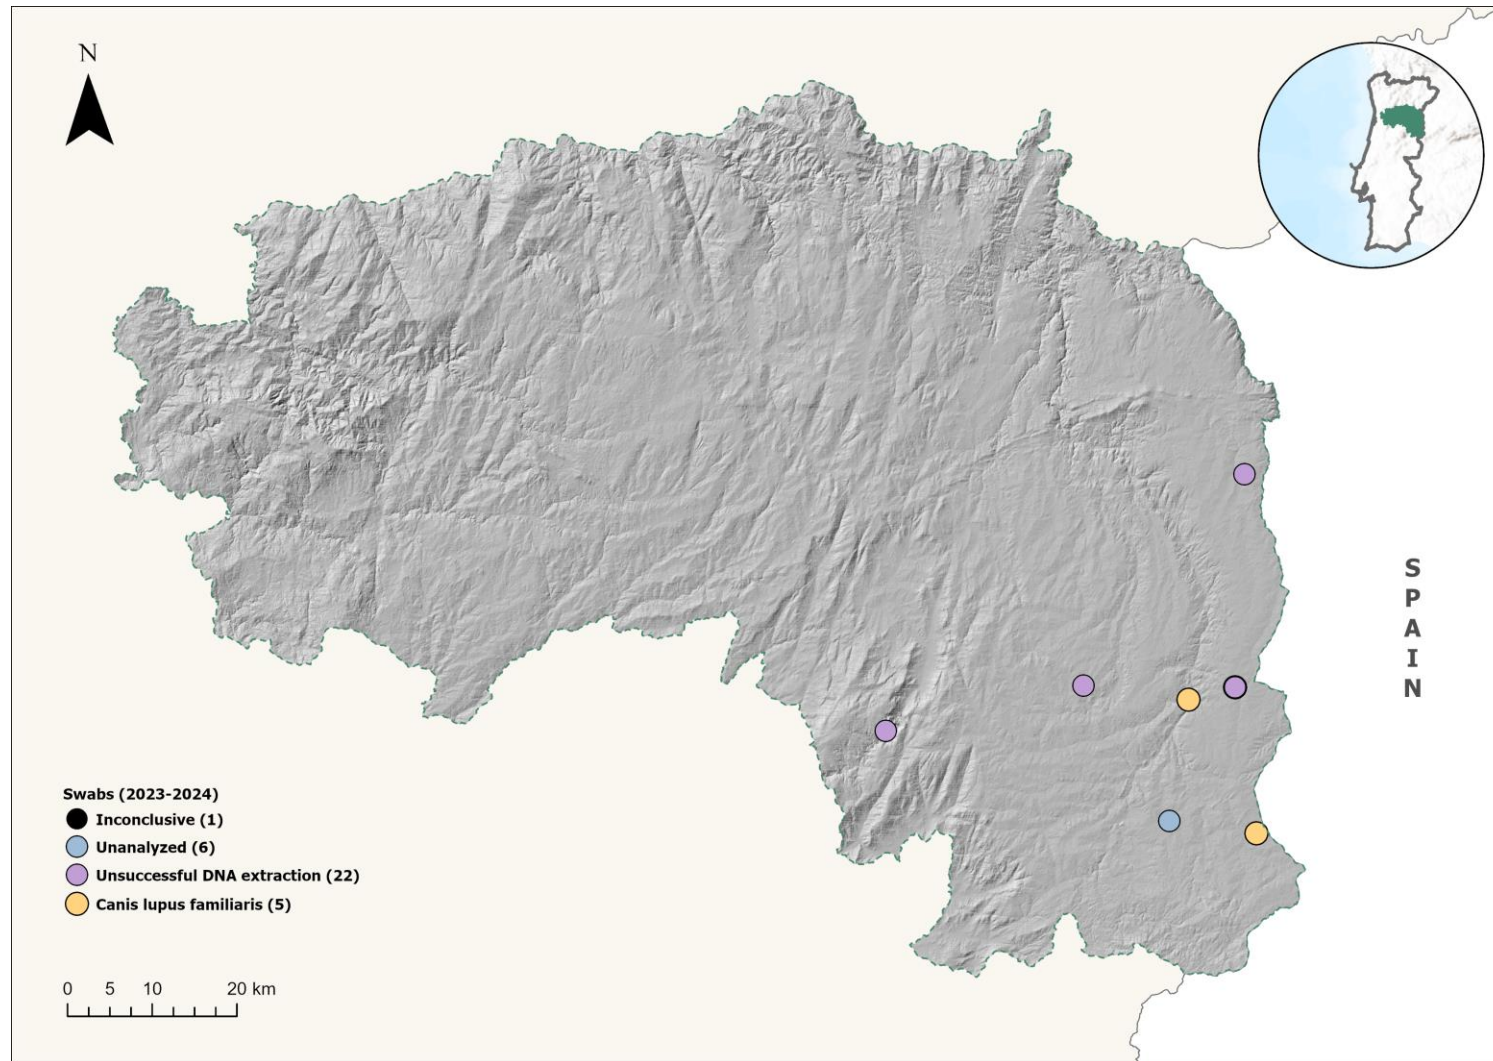 N
S
P
A
I
N
Swabs (2023-2024)
Inconclusive (1)
Unanalyzed (6)
Unsuccessful DNA extraction (22)
Canis lupus familiaris (5)
0 5 10 20 km